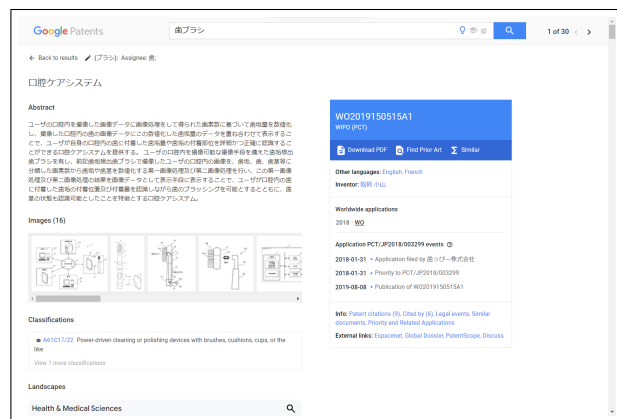 Google Patents
歯ブラシ
1 of 30
Back to results
(ブラシ); Assignee: 歯;
口腔ケアシステム
Abstract
ユーザの口腔内を撮像した画像データに画像処理をして得られた画素数に基づいて歯垢量を数値化
し、撮像した口腔内の歯の画像データにこの数値化した歯垢量のデータを重ね合わせて表示するこ
とで、ユーザが自身の口腔内の歯に付着した歯垢量や歯垢の付着部位を詳細かつ正確に認識するこ
とができる口腔ケアシステムを提供する。 ユーザの口腔内を撮像可能な撮像手段を備えた歯垢検出
歯ブラシを有し、前記歯垢検出歯ブラシで撮像したユーザの口腔内の画像を、歯垢、歯、歯茎等に
分類した画素数から歯垢や歯茎を数値化する第一画像処理及び第二画像処理を行い、この第一画像
処理及び第二画像処理の結果を画像データとして表示手段に表示することで、ユーザが口腔内の歯
に付着した歯垢の付着位置及び付着量を認識しながら歯のブラッシングを可能とするとともに、歯
茎の状態も認識可能としたことを特徴とする口腔ケアシステム。
Images (16)
Classifications
A61C17/22 Power-driven cleaning or polishing devices with brushes, cushions, cups, or the
like
View 1 more classifications
Landscapes
Health & Medical Sciences
WO2019150515A1
WIPO (PCT)
Download PDF Find Prior Art Similar
Other languages: English, French
Inventor: 昭則 小山
Worldwide applications
2018 · WO
Application PCT/JP2018/003299 events
2018-01-31 • Application filed by 歯っぴー株式会社
2018-01-31 • Priority to PCT/JP2018/003299
2019-08-08 • Publication of WO2019150515A1
Info: Patent citations (9), Cited by (6), Legal events, Similar
documents, Priority and Related Applications
External links: Espacenet, Global Dossier, PatentScope, Discuss